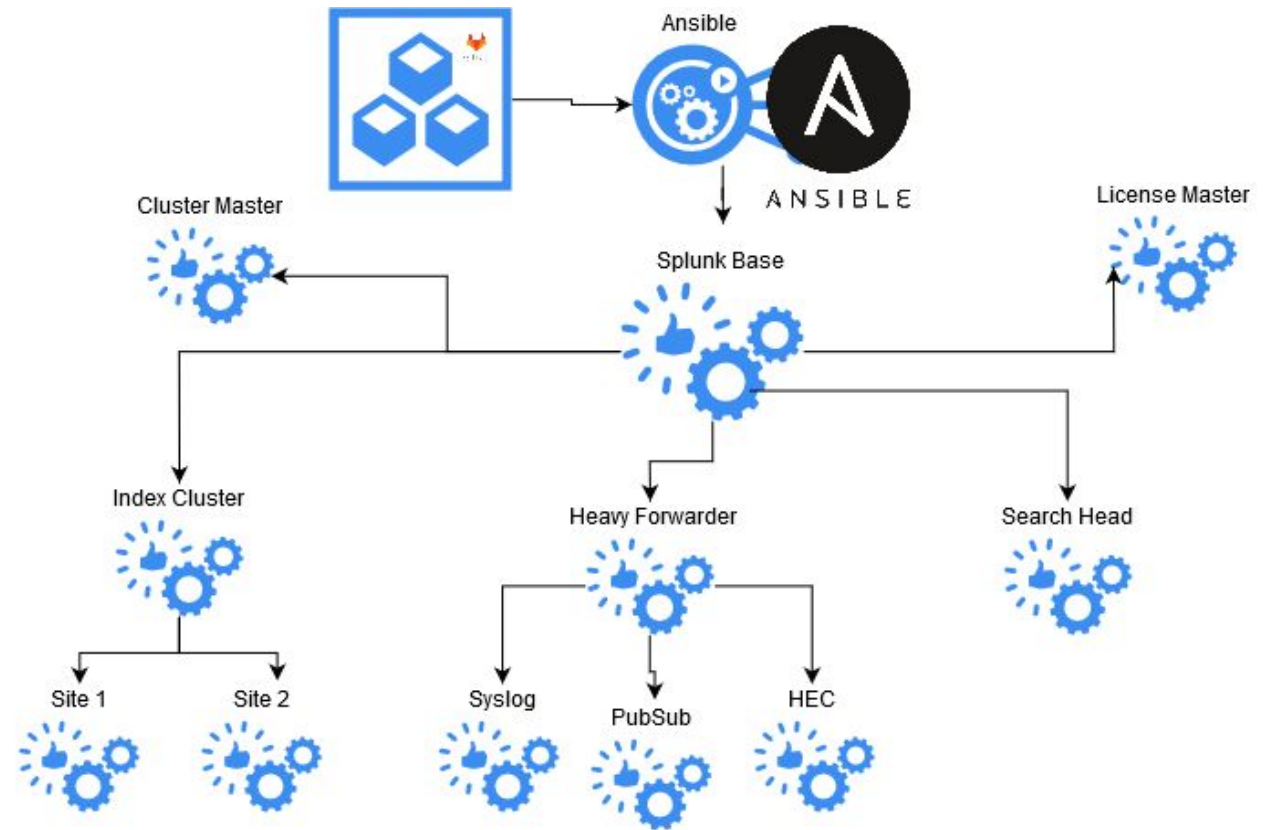 Ansible
ANSIBLE
Cluster Master
License Master
Splunk Base
Index Cluster
Heavy Forwarder
Search Head
Site 1
Site 2
Syslog
PubSub
HEC